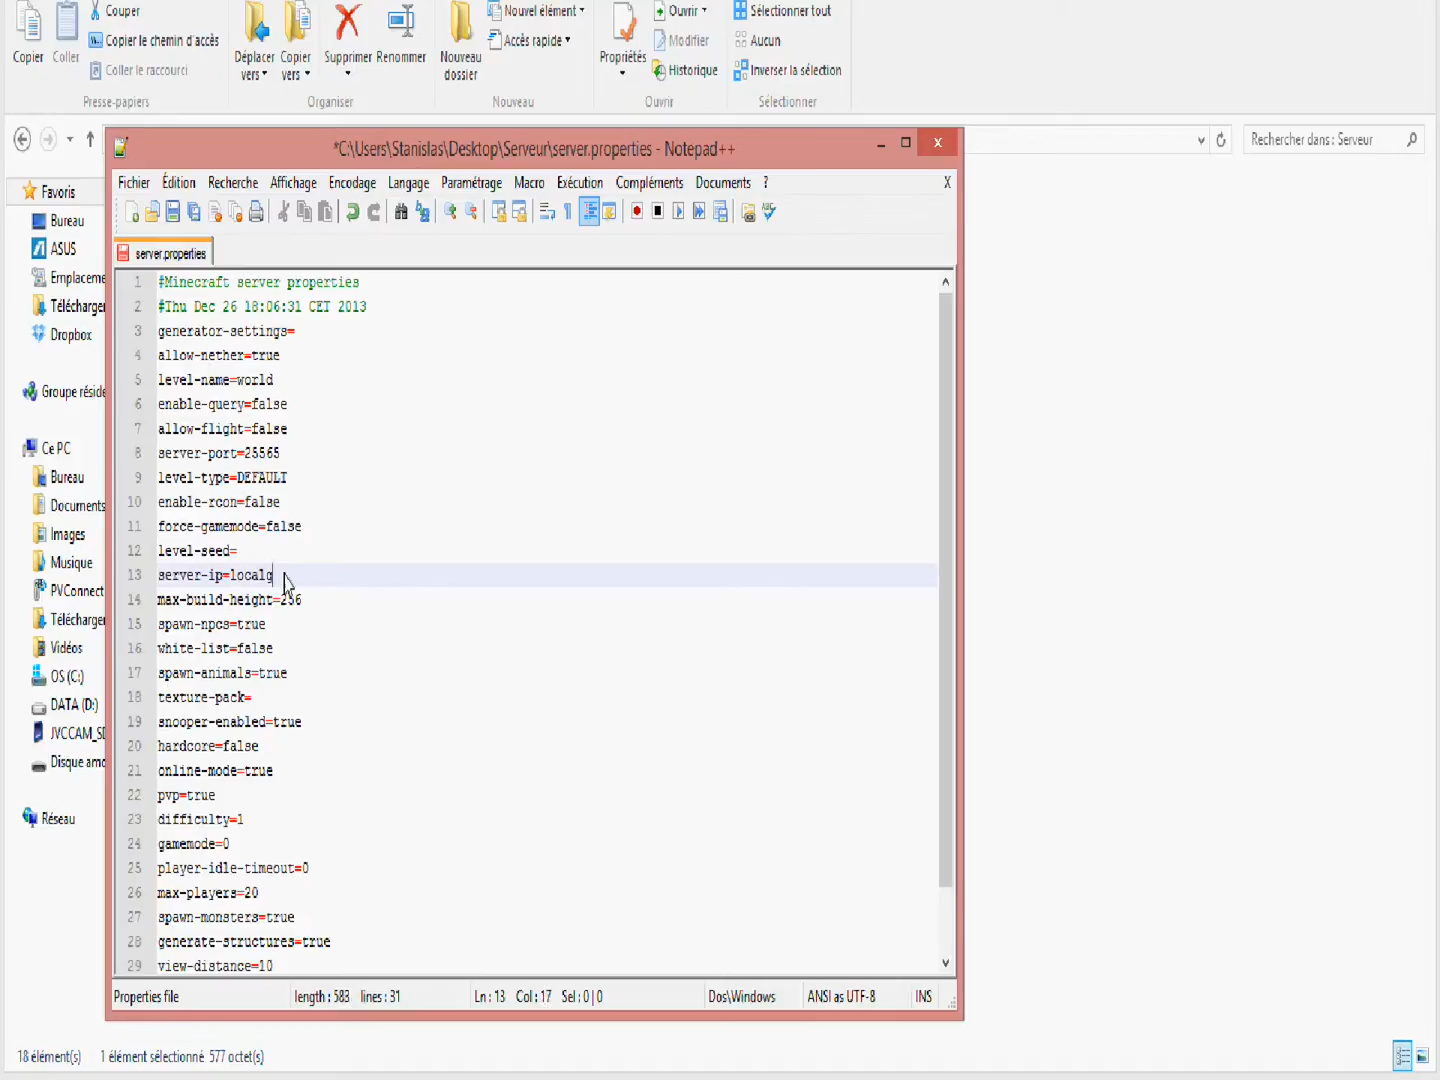 Copier
Coller
Couper
Copier le chemin d'accès
Coller le raccourci
Presse-papiers
Déplacer vers
Copier vers
Supprimer
Renommer
Organiser
Nouveau dossier
Nouvel élément
Accès rapide
Nouveau
Propriétés
Ouvrir
Modifier
Historique
Ouvrir
Sélectionner tout
Aucun
Inverser la sélection
Sélectionner
Rechercher dans : Serveur
Favoris
Bureau
ASUS
Emplaceme
Télécharger
Dropbox
Groupe réside
Ce PC
Bureau
Documents
Images
Musique
PVConnect
Télécharger
Vidéos
OS (C:)
DATA (D:)
JVCCAM_SD
Disque amo
Réseau
*C:\Users\Stanislas\Desktop\Serveur\server.properties - Notepad++
Fichier Édition Recherche Affichage Encodage Langage Paramétrage Macro Exécution Compléments Documents ? X
server.properties
1 #Minecraft server properties
2 #Thu Dec 26 18:06:31 CET 2013
3 generator-settings=
4 allow-nether=true
5 level-name=world
6 enable-query=false
7 allow-flight=false
8 server-port=25565
9 level-type=DEFAULT
10 enable-rcon=false
11 force-gamemode=false
12 level-seed=
13 server-ip=localg
14 max-build-height=256
15 spawn-npcs=true
16 white-list=false
17 spawn-animals=true
18 texture-pack=
19 snooper-enabled=true
20 hardcore=false
21 online-mode=true
22 pvp=true
23 difficulty=1
24 gamemode=0
25 player-idle-timeout=0
26 max-players=20
27 spawn-monsters=true
28 generate-structures=true
29 view-distance=10
Properties file length : 583 lines : 31 Ln : 13 Col : 17 Sel : 0 | 0 Dos\Windows ANSI as UTF-8 INS
18 élément(s) 1 élément sélectionné 577 octet(s)